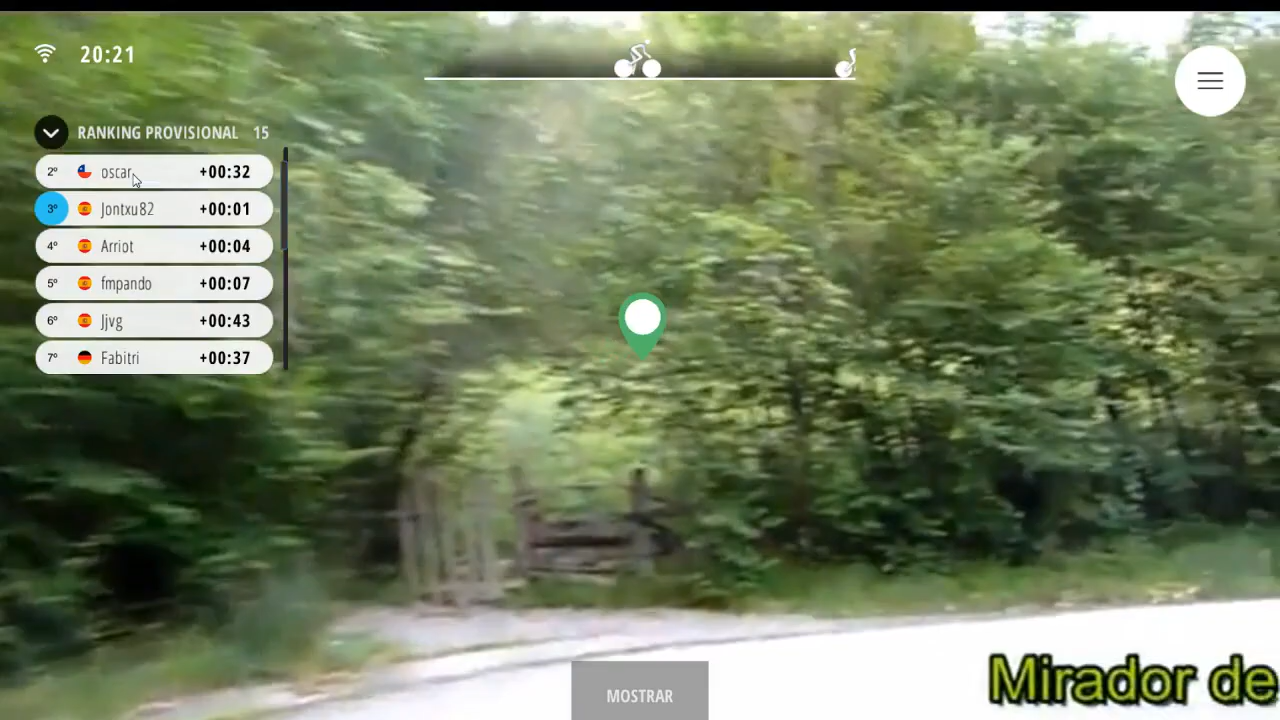 20:21
RANKING PROVISIONAL 15
2º oscar +00:32
3º Jontxu82 +00:01
4º Arriot +00:04
5º fmpando +00:07
6º Jjvg +00:43
7º Fabitri +00:37
MOSTRAR
Mirador de